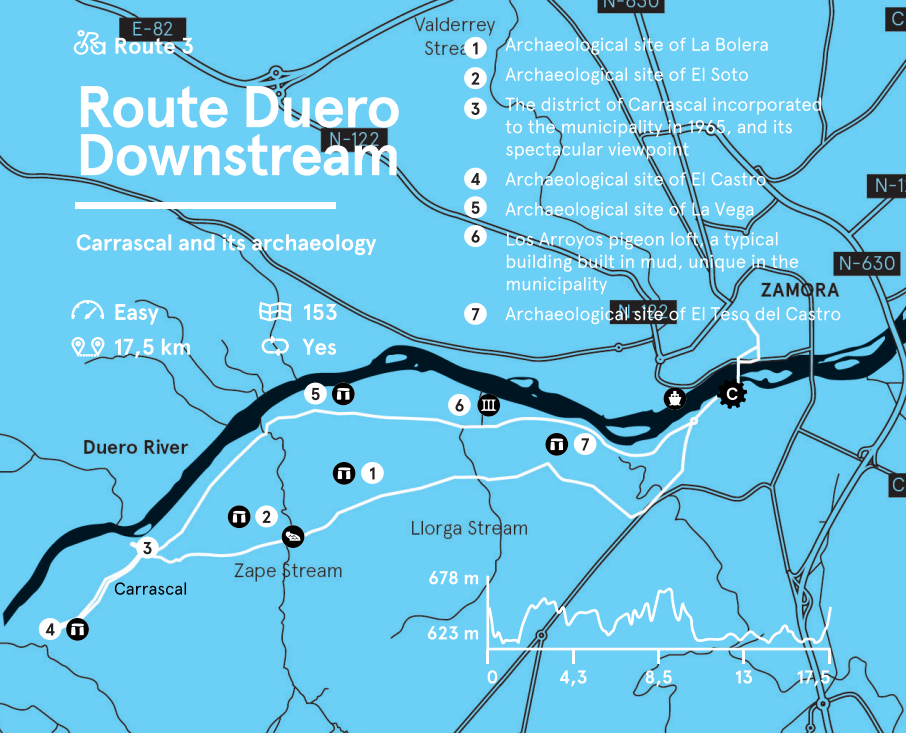 E-82
Route 3
Route Duero
Downstream
N-122
Carrascal and its archaeology
Easy
153
17,5 km
Yes
Valderrey
Stream
N-630
1 Archaeological site of La Bolera
2 Archaeological site of El Soto
3 The district of Carrascal incorporated
to the municipality in 1965, and its
spectacular viewpoint
4 Archaeological site of El Castro
5 Archaeological site of La Vega
6 Los Arroyos pigeon loft, a typical
building built in mud, unique in the
municipality
7 Archaeological site of El Teso del Castro
N-122
N-630
ZAMORA
C
5
6
7
1
2
3
4
Duero River
Carrascal
Zape Stream
Llorga Stream
678 m
623 m
0 4,3 8,5 13 17,5